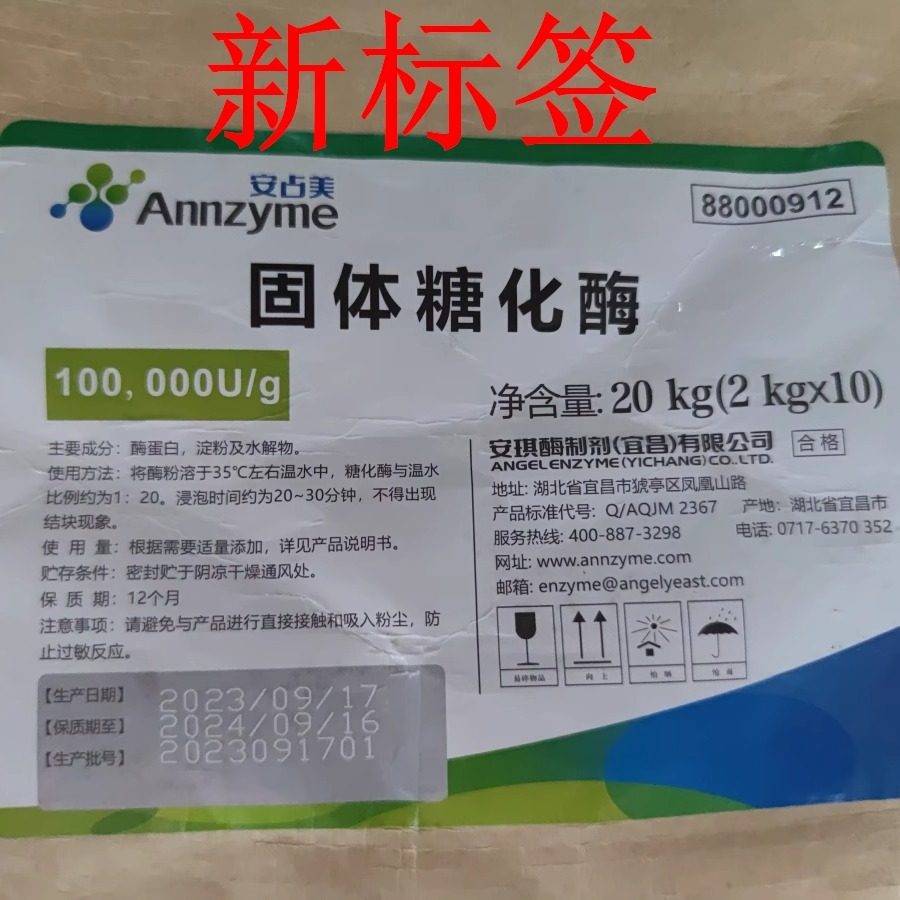 新标签
安占美
Annzyme
88000912
固体糖化酶
100,000U/g
净含量: 20 kg(2 kg×10)
主要成分：酶蛋白，淀粉及水解物。
使用方法：将酶粉溶于35℃左右温水中，糖化酶与温水
比例约为1：20。浸泡时间约为20~30分钟，不得出现
结块现象。
使 用 量：根据需要适量添加，详见产品说明书。
贮存条件：密封贮于阴凉干燥通风处。
保 质 期：12个月
注意事项：请避免与产品进行直接接触和吸入粉尘，防
止过敏反应。
安琪酶制剂(宜昌)有限公司
合格
ANGEL ENZYME (YICHANG) CO., LTD.
地址: 湖北省宜昌市猇亭区凤凰山路
产品标准代号: Q/AQJM 2367
产地: 湖北省宜昌市
服务热线: 400-887-3298
电话: 0717-6370 352
网址: www.annzyme.com
邮箱: enzyme@angelyeast.com
易碎物品
向上
怕晒
怕雨
【生产日期】 2023/09/17
【保质期至】 2024/09/16
【生产批号】 2023091701